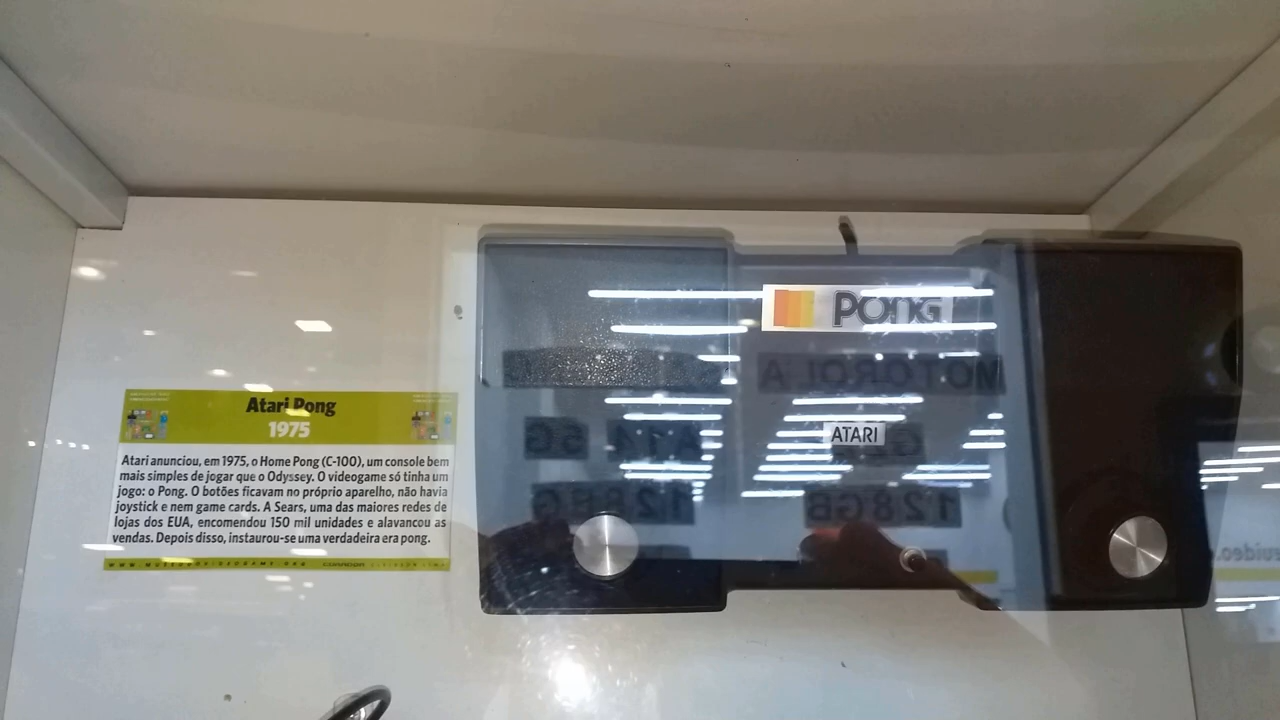 Atari Pong
1975
Atari anunciou, em 1975, o Home Pong (C-100), um console bem
mais simples de jogar que o Odyssey. O videogame só tinha um
jogo: o Pong. O botões ficavam no próprio aparelho, não havia
joystick e nem game cards. A Sears, uma das maiores redes de
lojas dos EUA, encomendou 150 mil unidades e alavancou as
vendas. Depois disso, instaurou-se uma verdadeira era pong.
PONG
MOTOROLA
ATARI
128GB